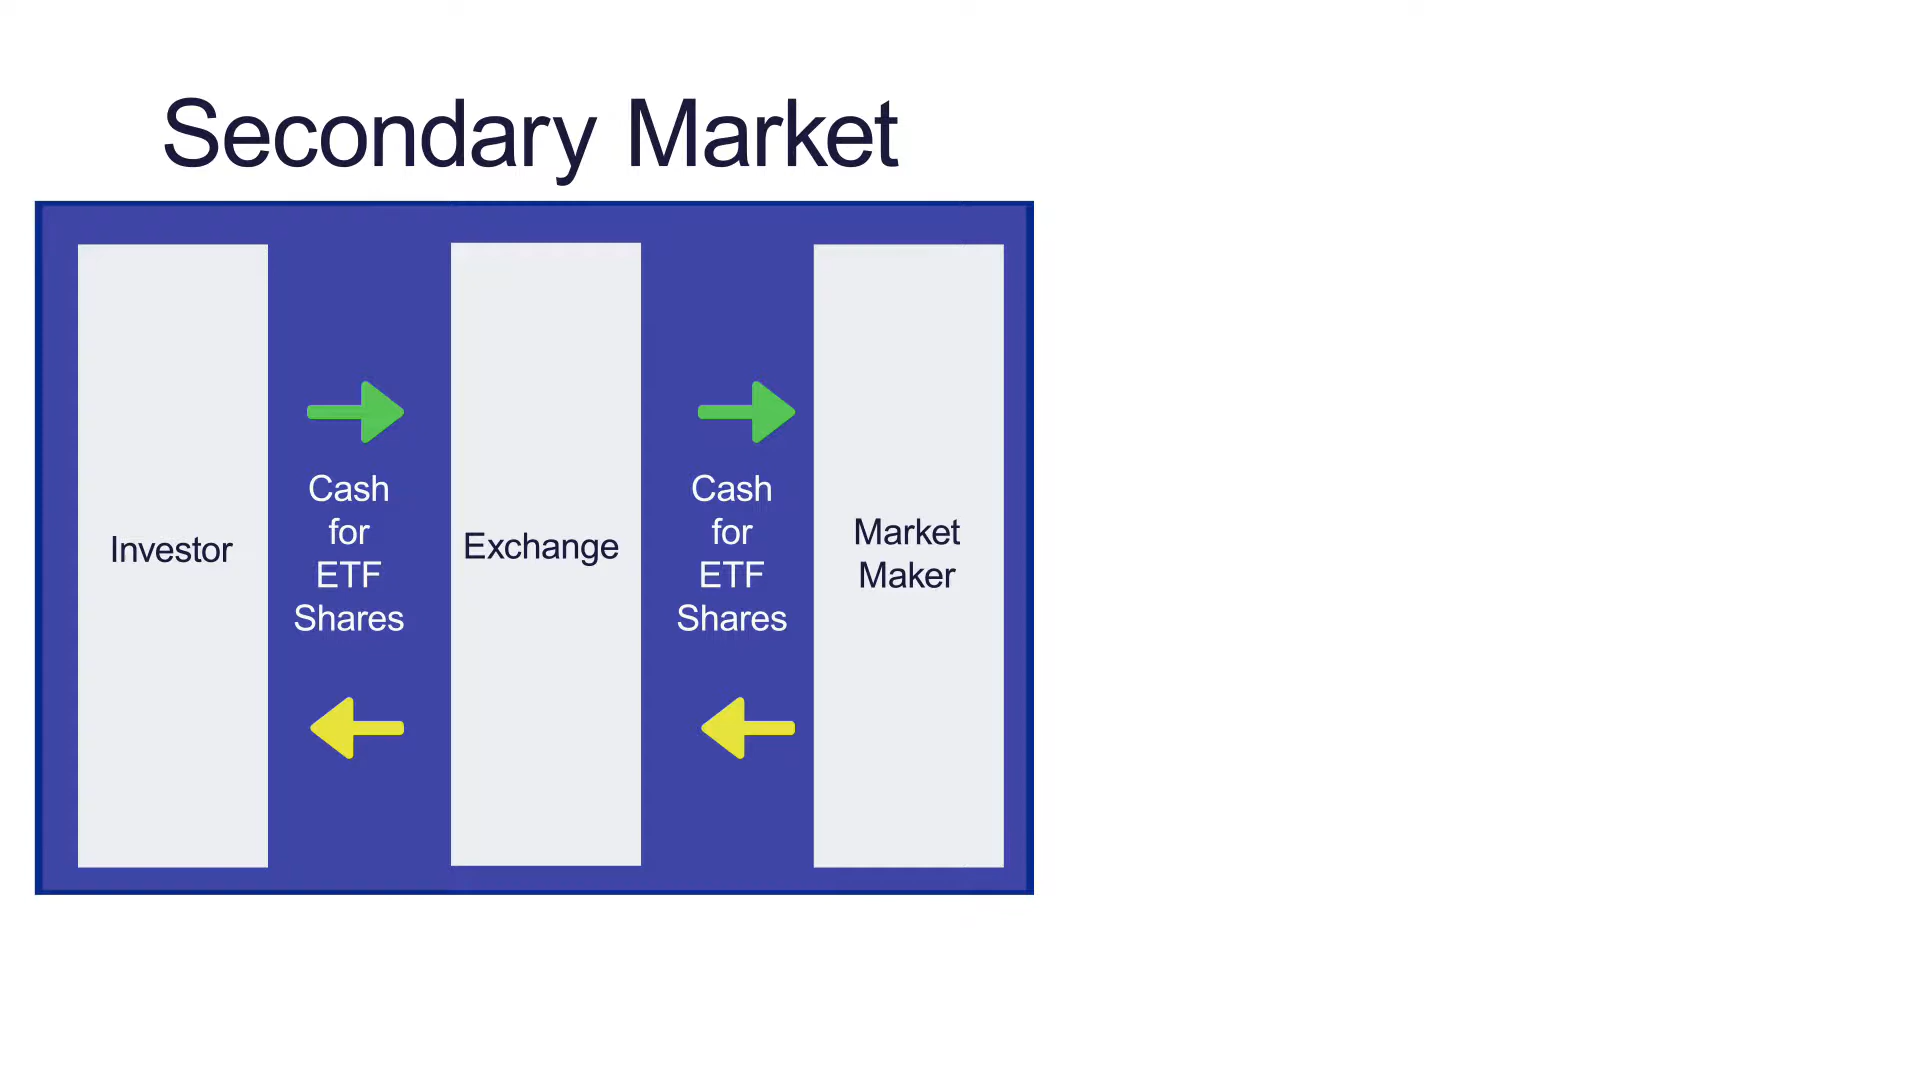 Secondary Market
Investor
Cash
for
ETF
Shares
Exchange
Cash
for
ETF
Shares
Market
Maker